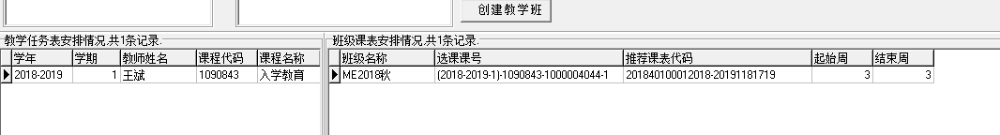 创建教学班
教学任务表安排情况.共1条记录.
学年 学期 教师姓名 课程代码 课程名称
2018-2019 1 王斌 1090843 入学教育
班级课表安排情况.共1条记录.
班级名称 选课课号 推荐课表代码 起始周 结束周
ME2018秋 (2018-2019-1)-1090843-1000004044-1 201840100012018-20191181719 3 3